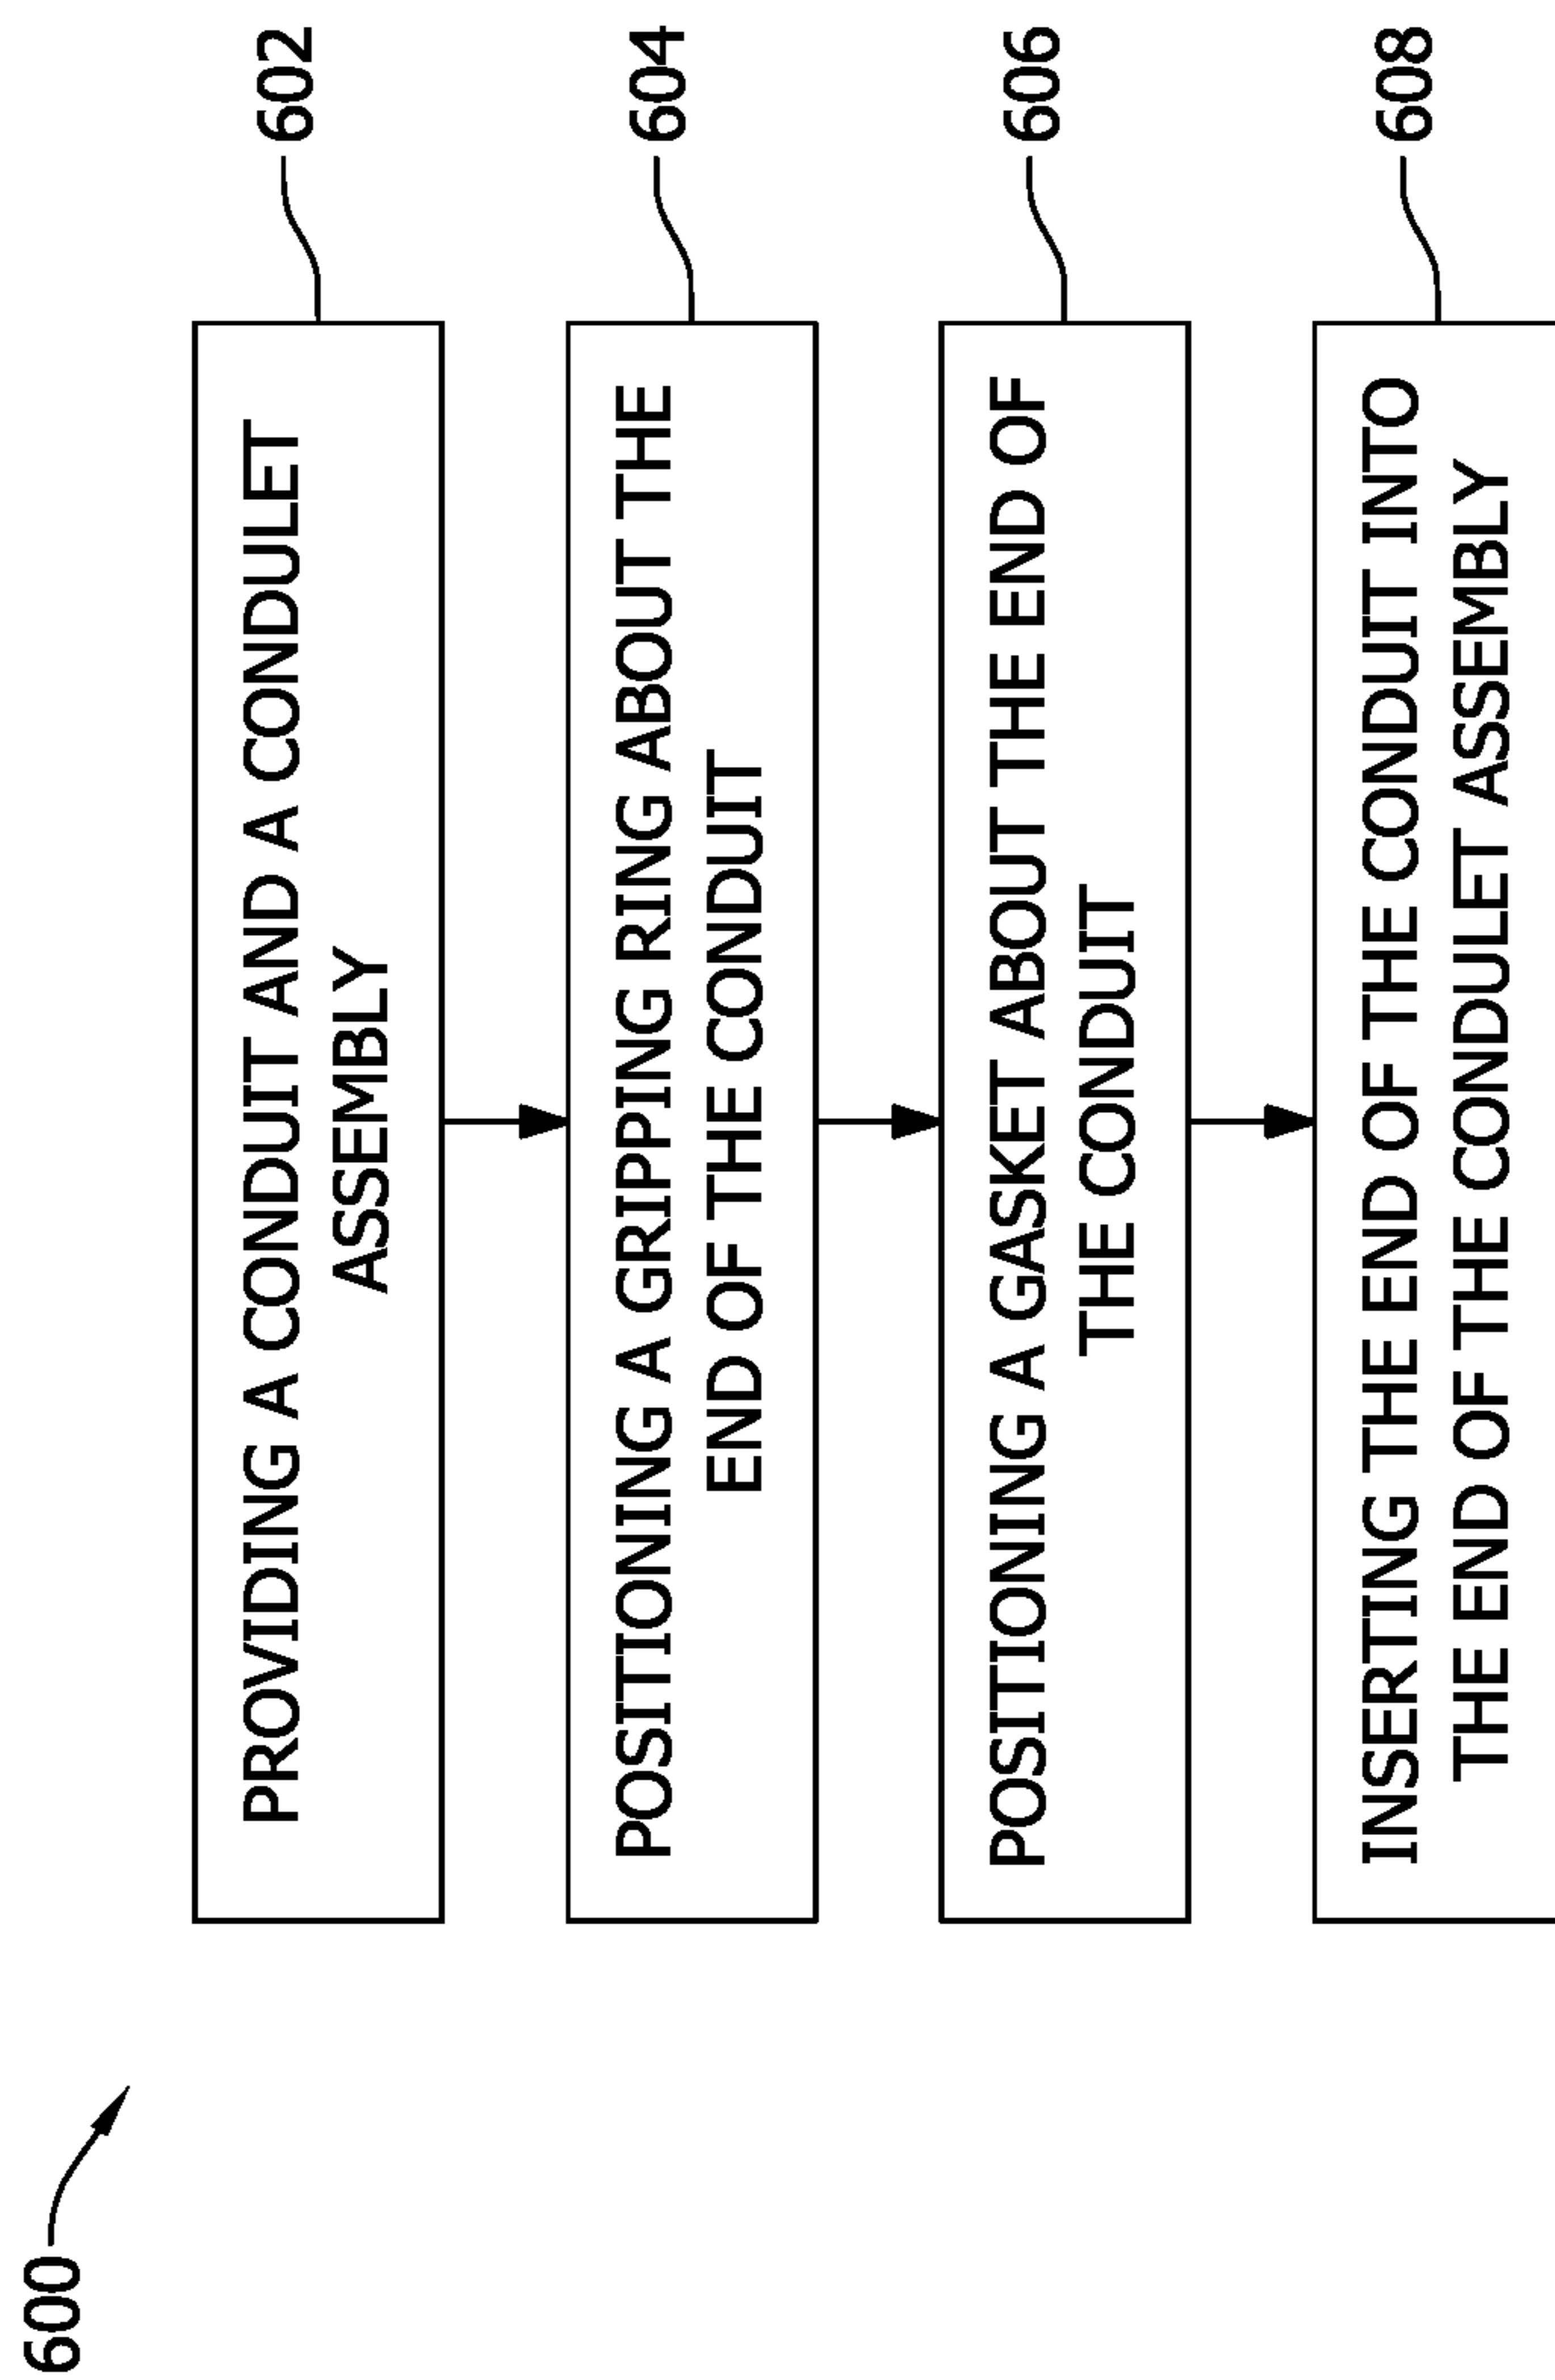 600
PROVIDING A CONDUIT AND A CONDULET
ASSEMBLY
602
POSITIONING A GRIPPING RING ABOUT THE
END OF THE CONDUIT
604
POSITIONING A GASKET ABOUT THE END OF
THE CONDUIT
606
INSERTING THE END OF THE CONDUIT INTO
THE END OF THE CONDULET ASSEMBLY
608